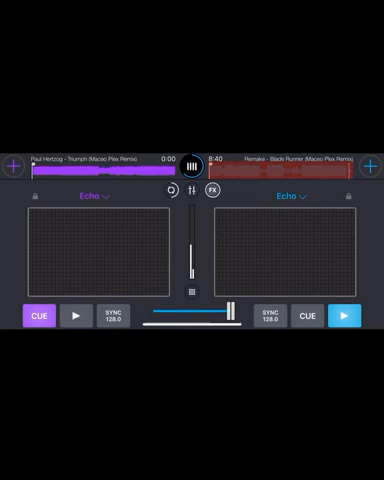 Paul Hertzog - Triumph (Maceo Plex Remix) 0:00
8:40 Remake - Blade Runner (Maceo Plex Remix)
FX
Echo
Echo
CUE
SYNC
128.0
SYNC
128.0
CUE